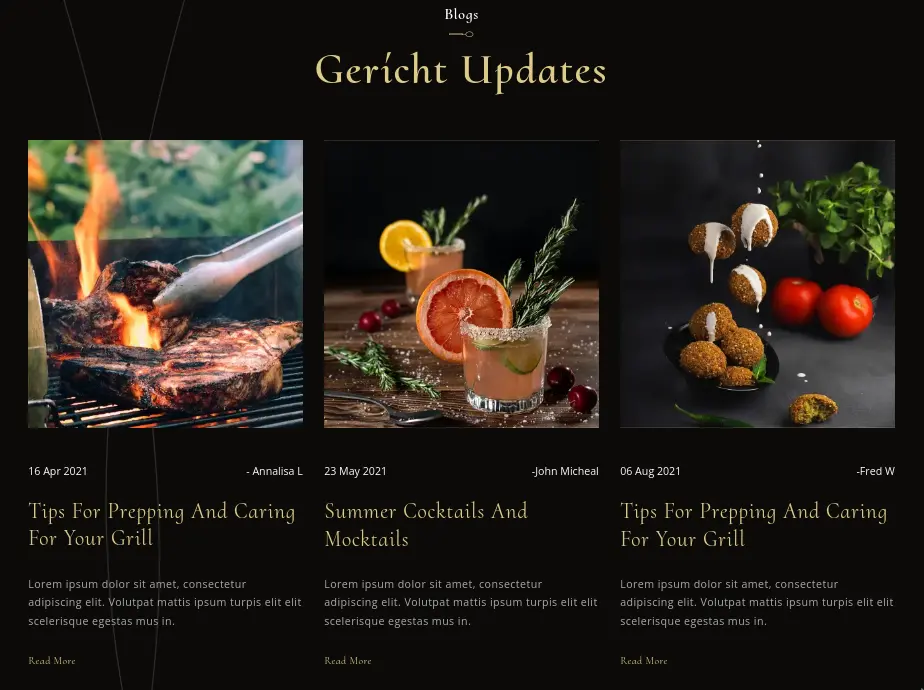 Blogs
Gerícht Updates
16 Apr 2021
- Annalisa L
Tips For Prepping And Caring
For Your Grill
Lorem ipsum dolor sit amet, consectetur
adipiscing elit. Volutpat mattis ipsum turpis elit elit
scelerisque egestas mus in.
Read More
23 May 2021
-John Micheal
Summer Cocktails And
Mocktails
Lorem ipsum dolor sit amet, consectetur
adipiscing elit. Volutpat mattis ipsum turpis elit elit
scelerisque egestas mus in.
Read More
06 Aug 2021
-Fred W
Tips For Prepping And Caring
For Your Grill
Lorem ipsum dolor sit amet, consectetur
adipiscing elit. Volutpat mattis ipsum turpis elit elit
scelerisque egestas mus in.
Read More